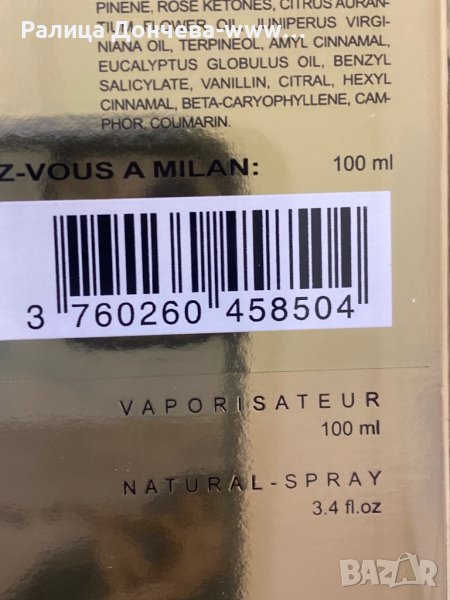 PINENE, ROSE KETONES, CITRUS AURAN-
TIUM FLOWER OIL, JUNIPERUS VIRGI-
Ралица Дончева-www...
NIANA OIL, TERPINEOL, AMYL CINNAMAL,
EUCALYPTUS GLOBULUS OIL, BENZYL
SALICYLATE, VANILLIN, CITRAL, HEXYL
CINNAMAL, BETA-CARYOPHYLLENE, CAM-
PHOR, COUMARIN.
Z-VOUS A MILAN: 100 ml
3 760260 458504
VAPORISATEUR
100 ml
NATURAL-SPRAY
3.4 fl.oz
BAZAR